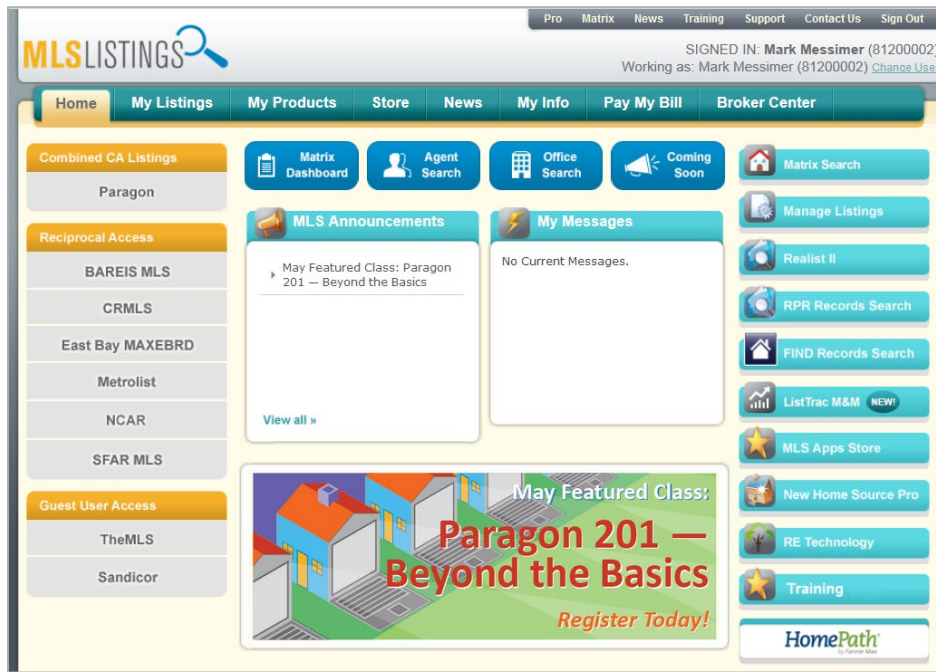 Pro Matrix News Training Support Contact Us Sign Out
MLSLISTINGS
SIGNED IN: Mark Messimer (81200002)
Working as: Mark Messimer (81200002) Change Use
Home My Listings My Products Store News My Info Pay My Bill Broker Center
Combined CA Listings
Paragon
Reciprocal Access
BAREIS MLS
CRMLS
East Bay MAXEBRD
Metrolist
NCAR
SFAR MLS
Guest User Access
TheMLS
Sandicor
Matrix
Dashboard
Agent
Search
Office
Search
Coming
Soon
MLS Announcements
May Featured Class: Paragon
201 — Beyond the Basics
View all »
My Messages
No Current Messages.
May Featured Class:
Paragon 201 —
Beyond the Basics
Register Today!
Matrix Search
Manage Listings
Realist II
RPR Records Search
FIND Records Search
ListTrac M&M NEW!
MLS Apps Store
New Home Source Pro
RE Technology
Training
HomePath
by Fannie Mae